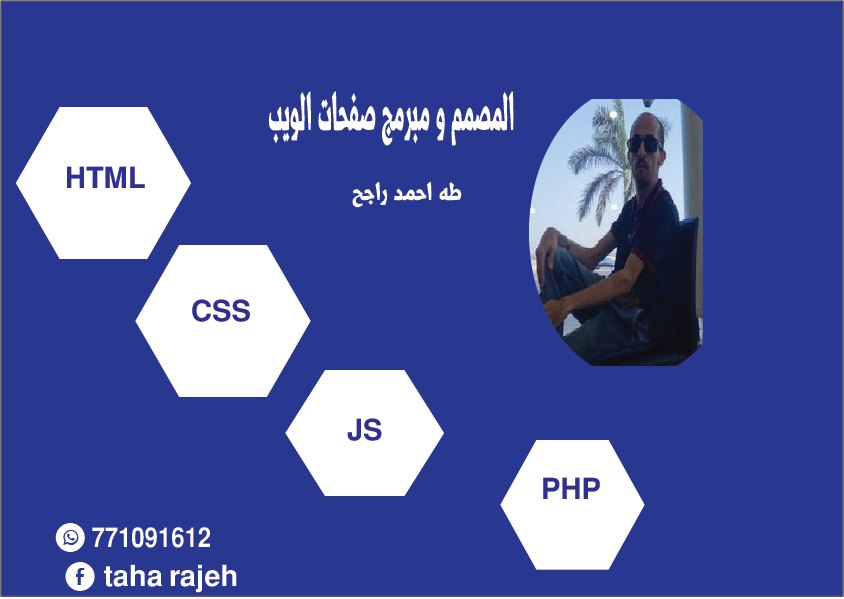 المصمم و مبرمج صفحات الويب
طه احمد راجح
HTML
CSS
JS
PHP
771091612
taha rajeh